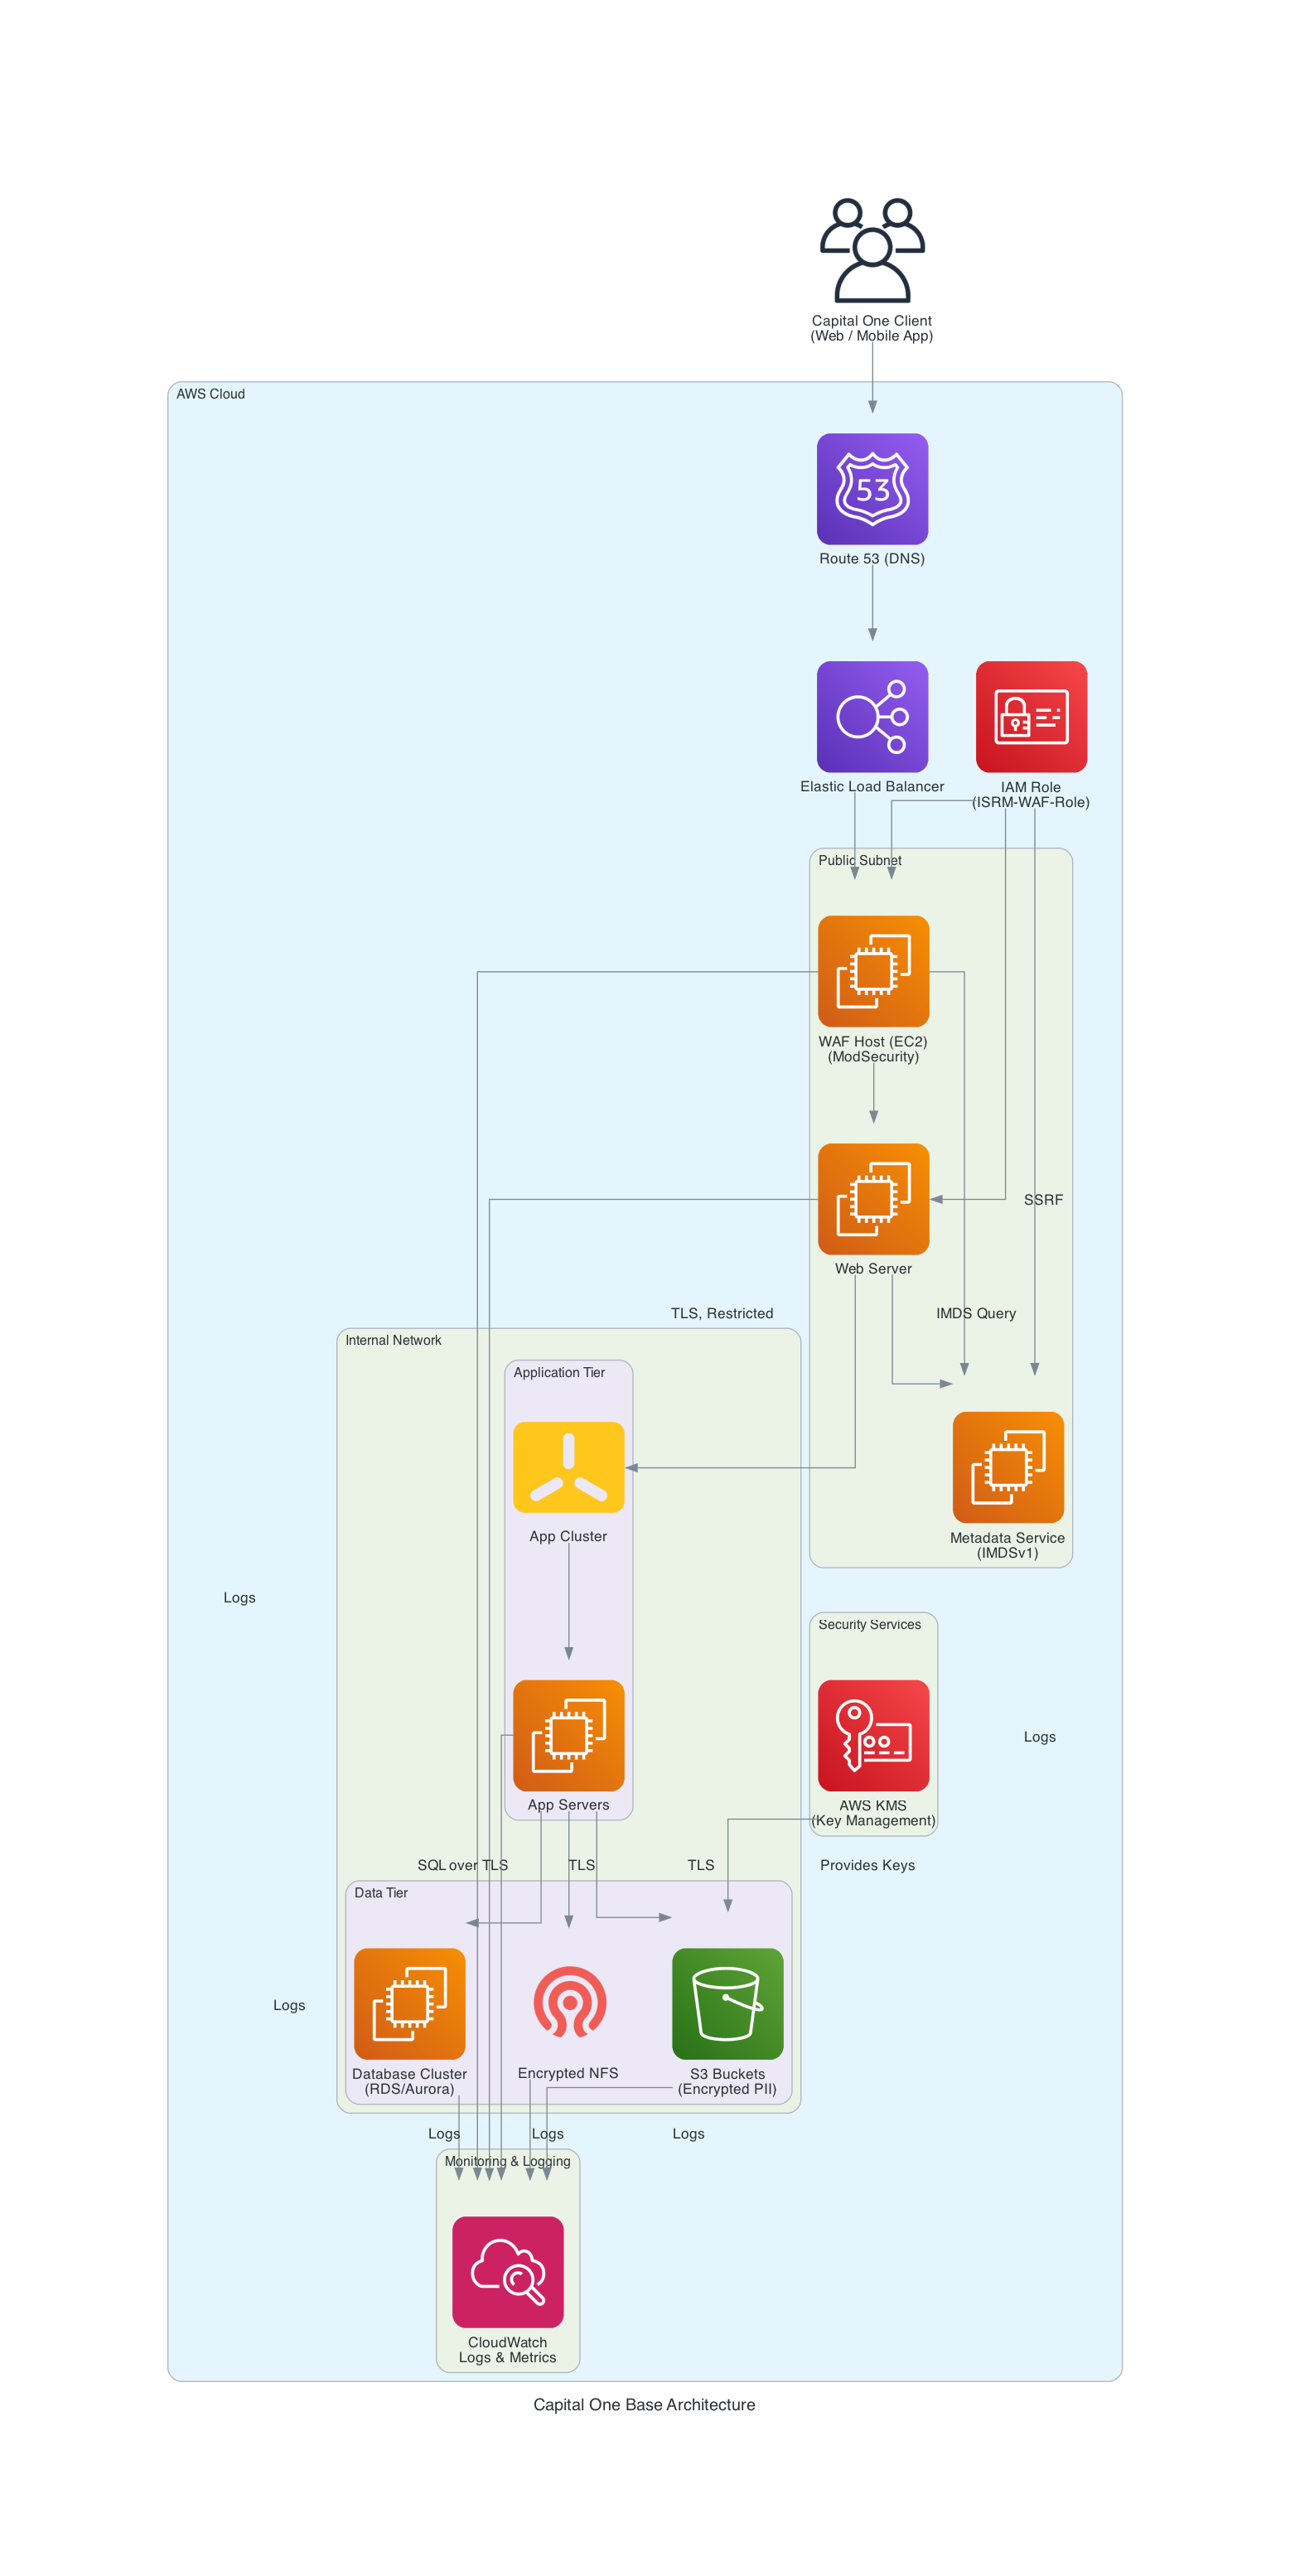 Capital One Client
(Web / Mobile App)
AWS Cloud
53
Route 53 (DNS)
Elastic Load Balancer
IAM Role
(ISRM-WAF-Role)
Public Subnet
WAF Host (EC2)
(ModSecurity)
SSRF
Web Server
TLS, Restricted
IMDS Query
Internal Network
Application Tier
App Cluster
Metadata Service
(IMDSv1)
Logs
Security Services
Logs
App Servers
AWS KMS
(Key Management)
SQL over TLS
TLS
TLS
Provides Keys
Data Tier
Logs
Database Cluster
(RDS/Aurora)
Encrypted NFS
S3 Buckets
(Encrypted PII)
Logs
Logs
Logs
Monitoring & Logging
CloudWatch
Logs & Metrics
Capital One Base Architecture